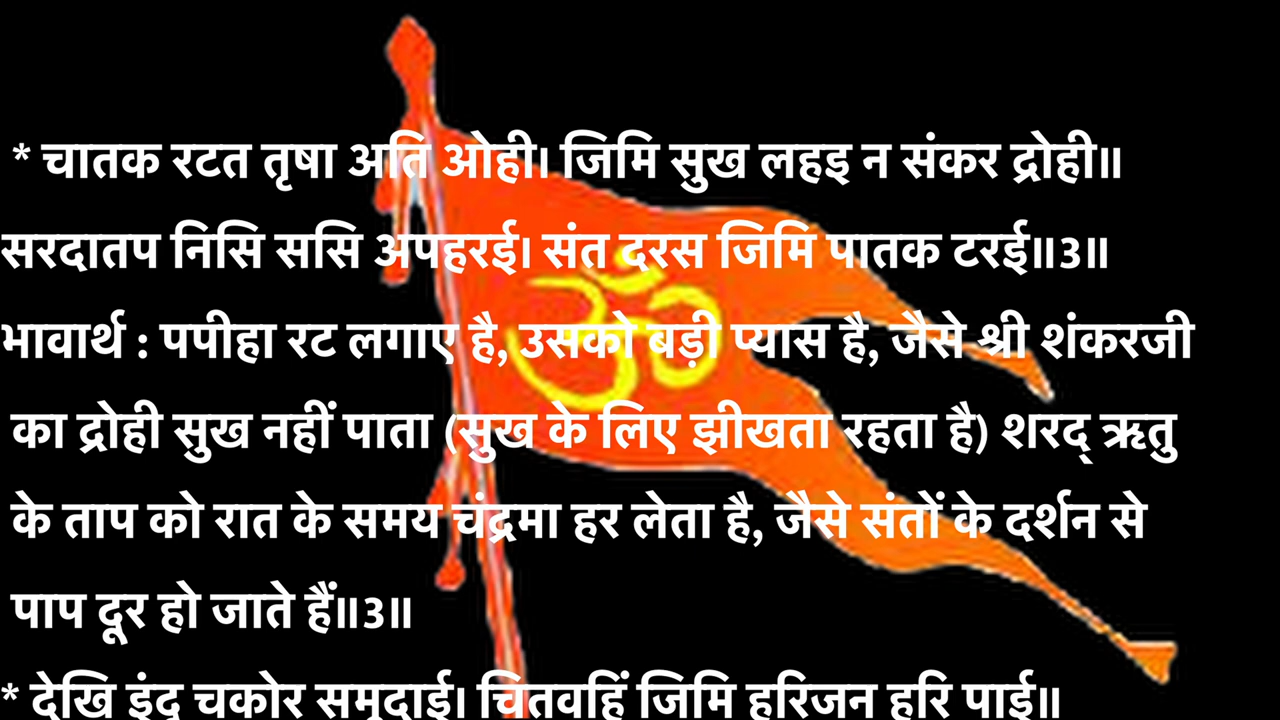 * चातक रटत तृषा अति ओही। जिमि सुख लहइ न संकर द्रोही॥
सरदातप निसि ससि अपहरई। संत दरस जिमि पातक टरई॥3॥
भावार्थ : पपीहा रट लगाए है, उसको बड़ी प्यास है, जैसे श्री शंकरजी
का द्रोही सुख नहीं पाता (सुख के लिए झीखता रहता है) शरद् ऋतु
के ताप को रात के समय चंद्रमा हर लेता है, जैसे संतों के दर्शन से
पाप दूर हो जाते हैं॥3॥
* देखि इंदु चकोर समुदाई। चितवहिं जिमि हरिजन हरि पाई॥
ॐ